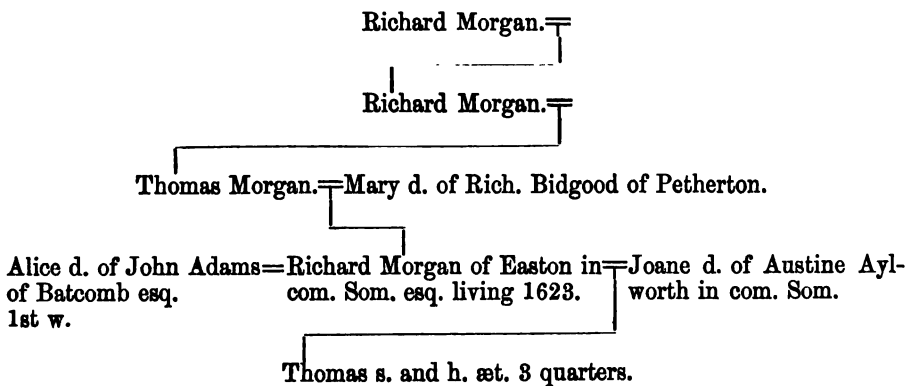 Richard Morgan.
Richard Morgan.
Thomas Morgan.=Mary d. of Rich. Bidgood of Petherton.
Alice d. of John Adams=Richard Morgan of Easton in=Joane d. of Austine Ayl-
of Batcomb esq. com. Som. esq. living 1623. worth in com. Som.
1st w.
Thomas s. and h. æt. 3 quarters.